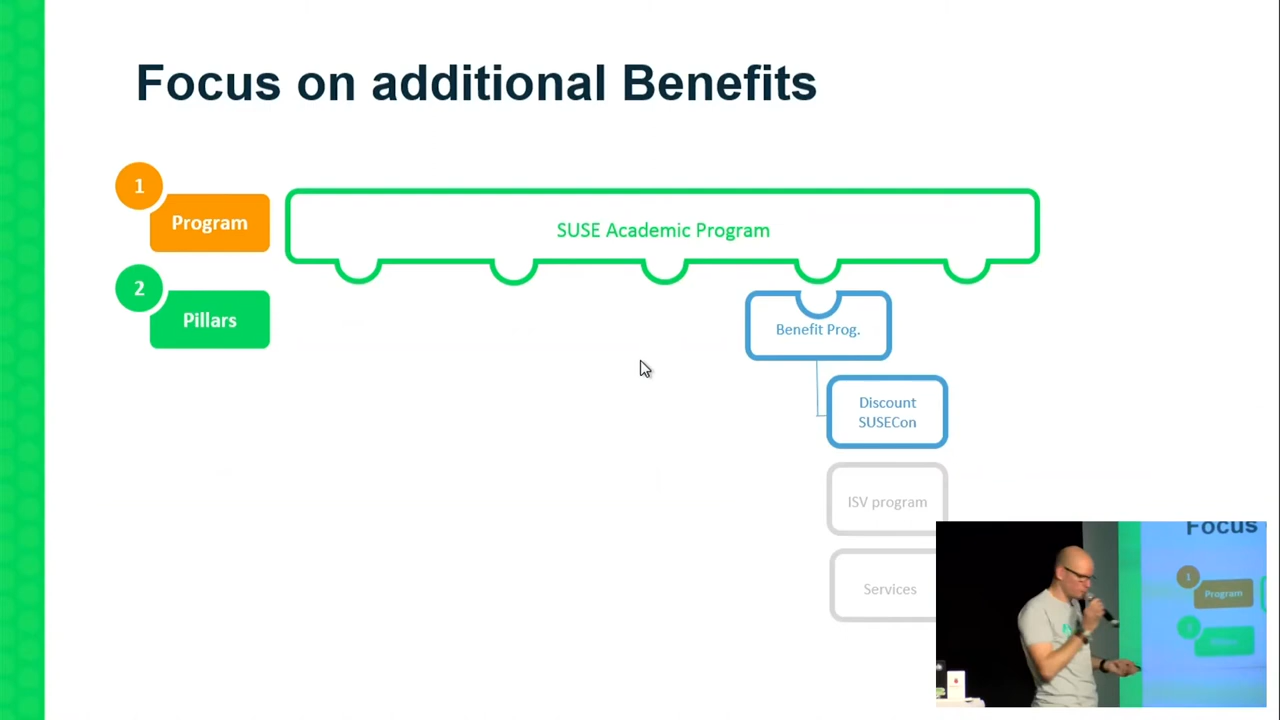 Focus on additional Benefits
1
Program
SUSE Academic Program
2
Pillars
Benefit Prog.
Discount
SUSECon
ISV program
Services
Focus
1
Program